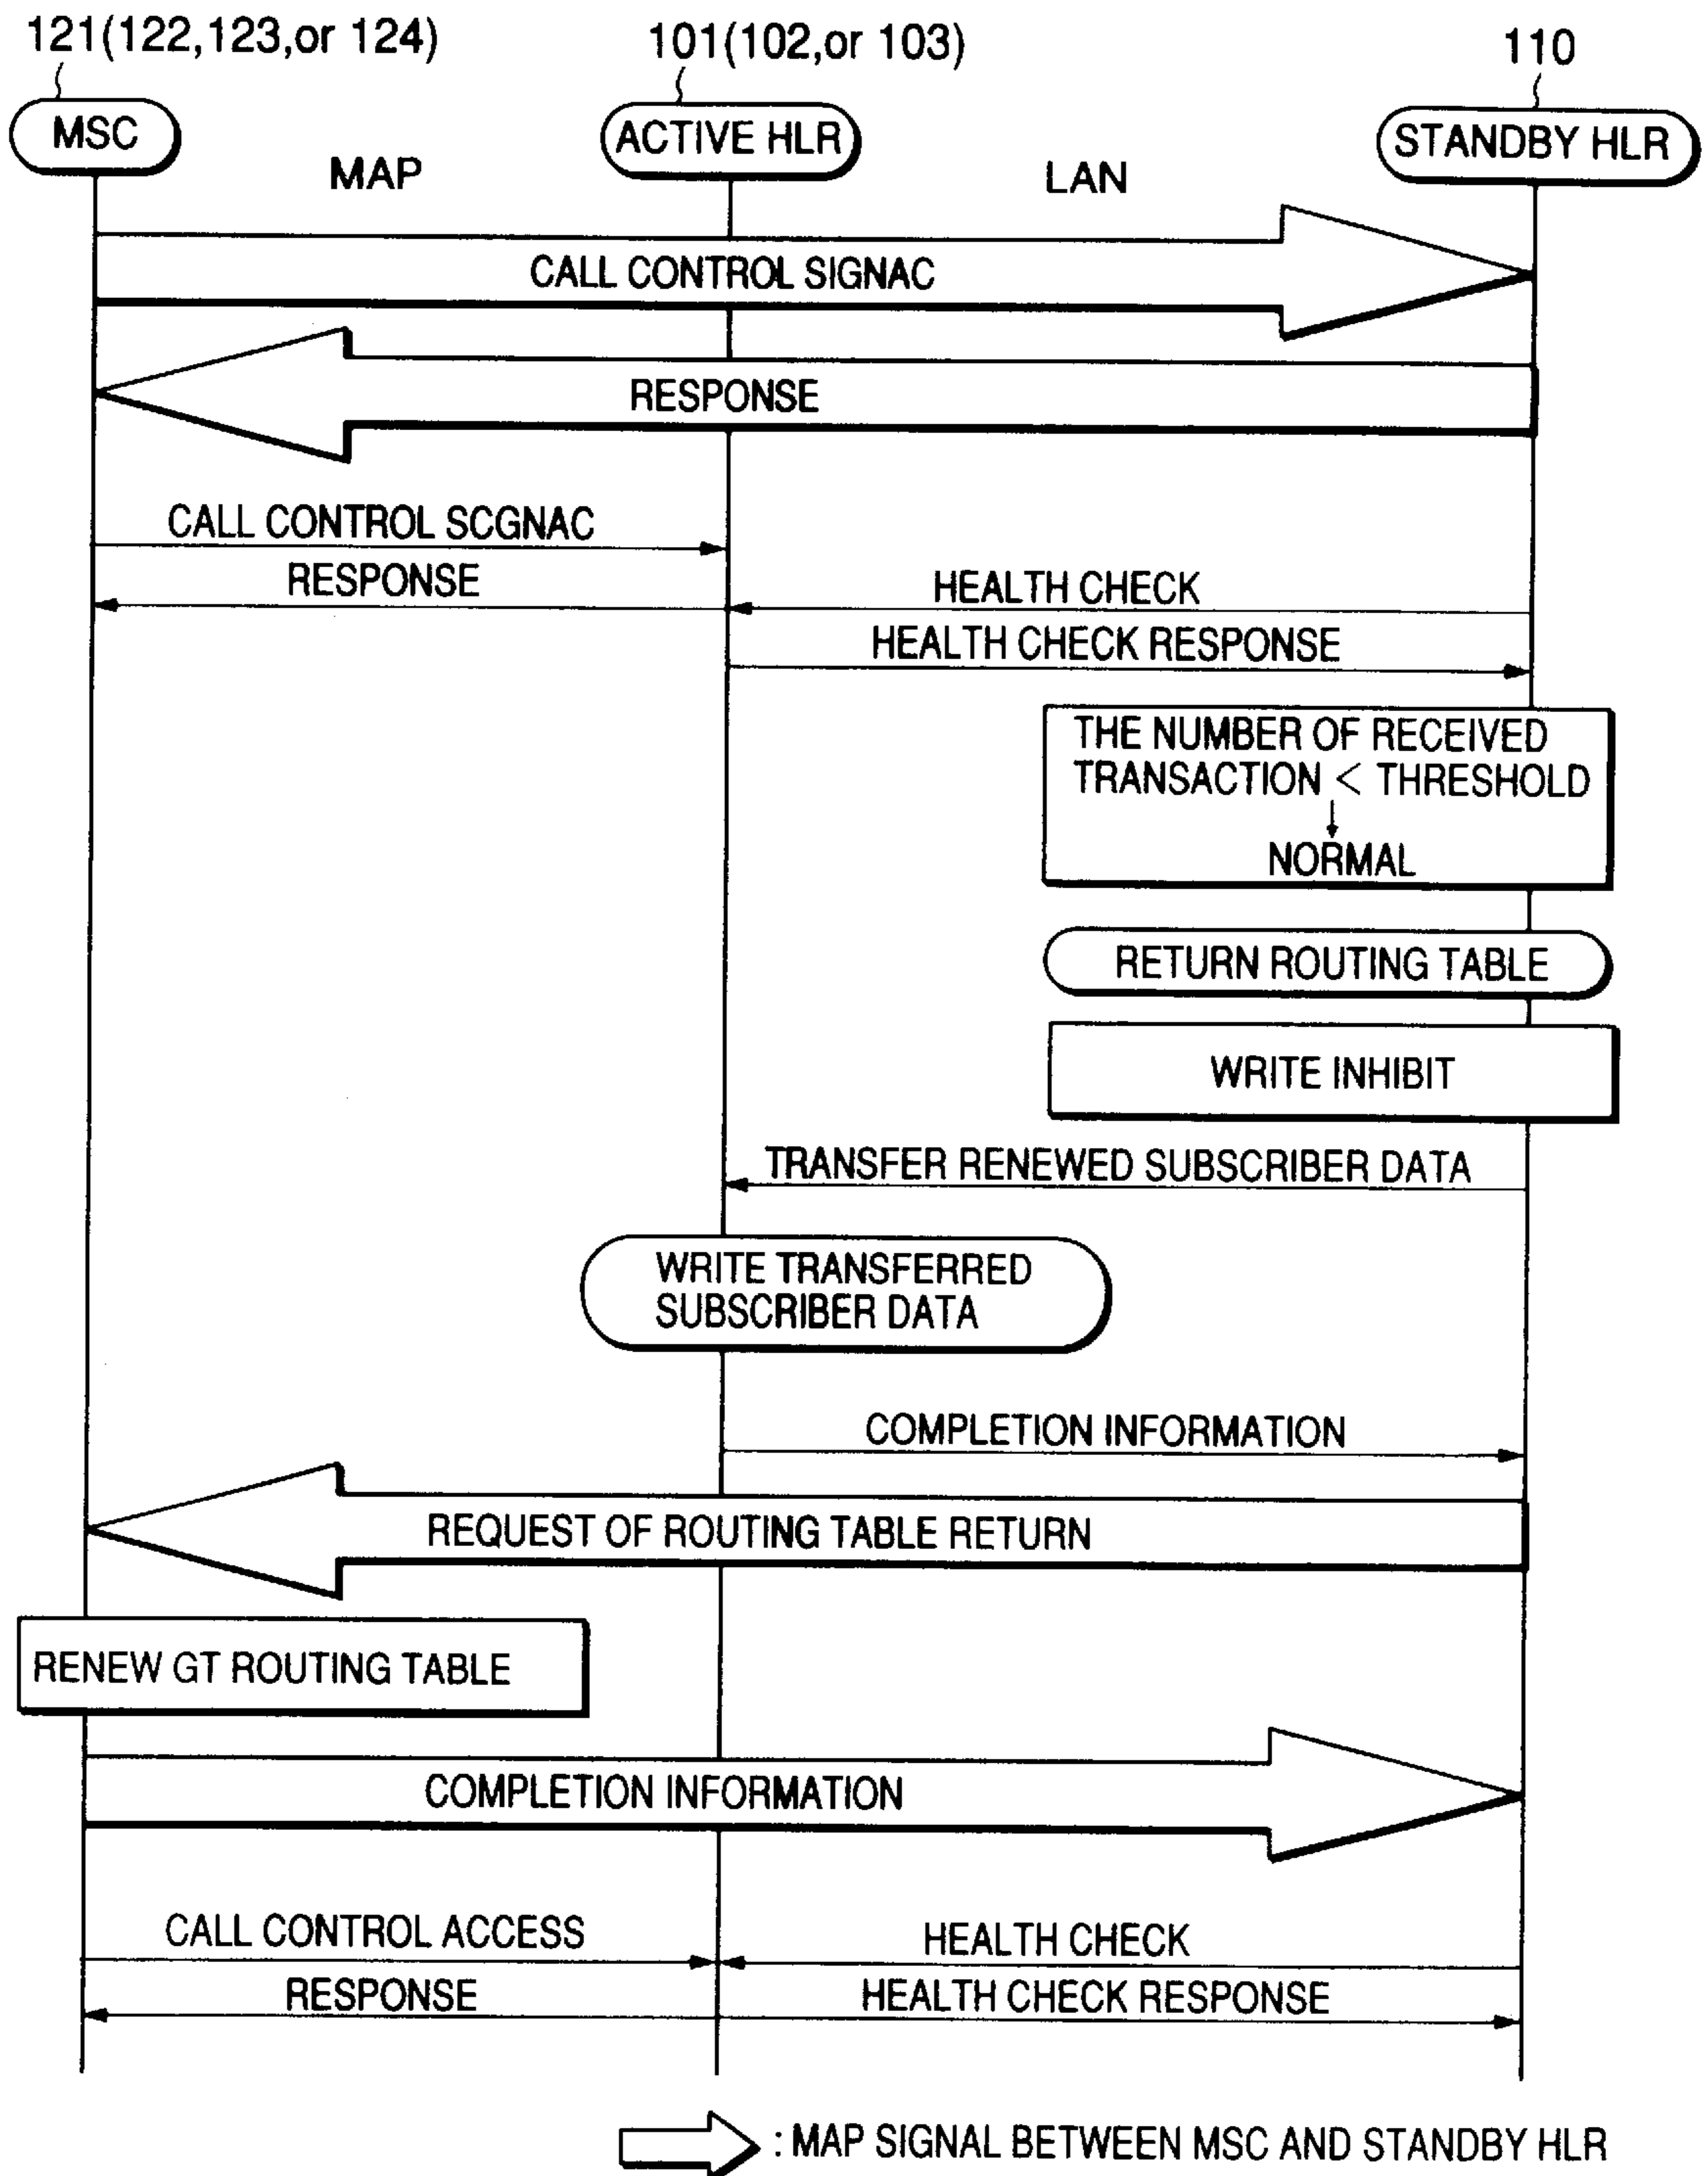 121(122,123,or 124)
101(102,or 103)
110
MSC
ACTIVE HLR
STANDBY HLR
MAP
LAN
CALL CONTROL SIGNAC
RESPONSE
CALL CONTROL SCGNAC
RESPONSE
HEALTH CHECK
HEALTH CHECK RESPONSE
THE NUMBER OF RECEIVED
TRANSACTION < THRESHOLD
NORMAL
RETURN ROUTING TABLE
WRITE INHIBIT
TRANSFER RENEWED SUBSCRIBER DATA
WRITE TRANSFERRED
SUBSCRIBER DATA
COMPLETION INFORMATION
REQUEST OF ROUTING TABLE RETURN
RENEW GT ROUTING TABLE
COMPLETION INFORMATION
CALL CONTROL ACCESS
HEALTH CHECK
RESPONSE
HEALTH CHECK RESPONSE
: MAP SIGNAL BETWEEN MSC AND STANDBY HLR